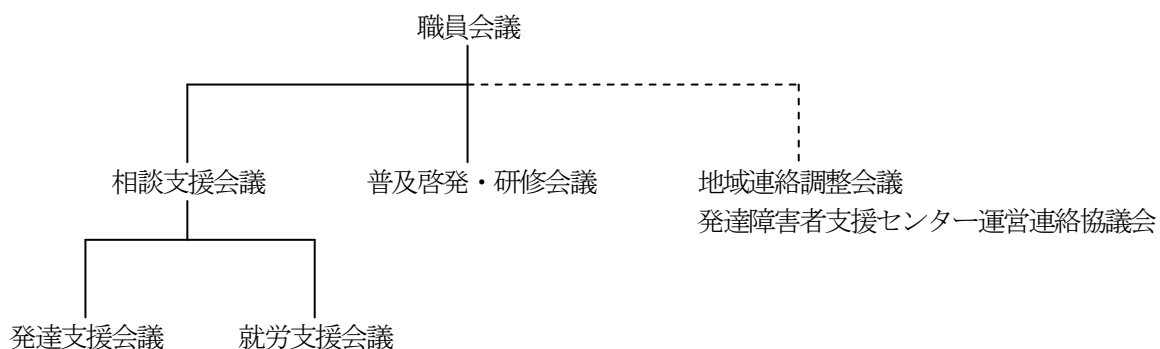 職員会議
相談支援会議
普及啓発・研修会議
地域連絡調整会議
発達障害者支援センター運営連絡協議会
発達支援会議
就労支援会議